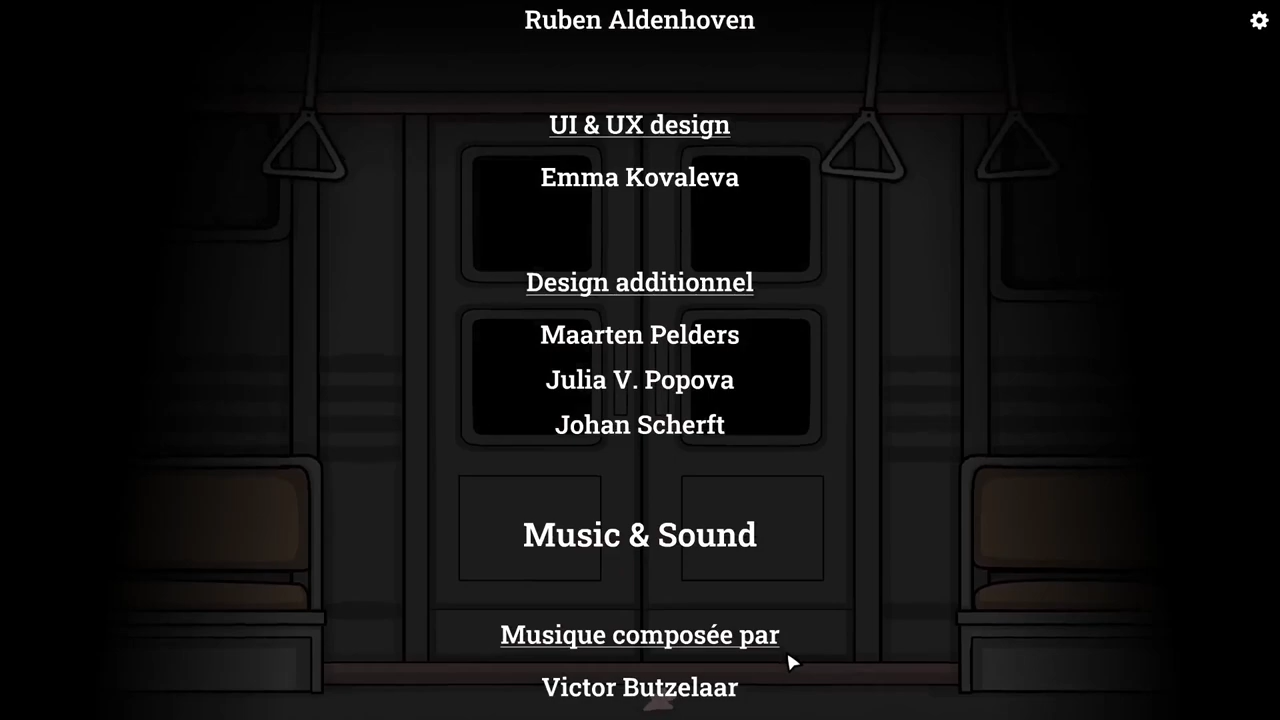 Ruben Aldenhoven
UI & UX design
Emma Kovaleva
Design additionnel
Maarten Pelders
Julia V. Popova
Johan Scherft
Music & Sound
Musique composée par
Victor Butzelaar